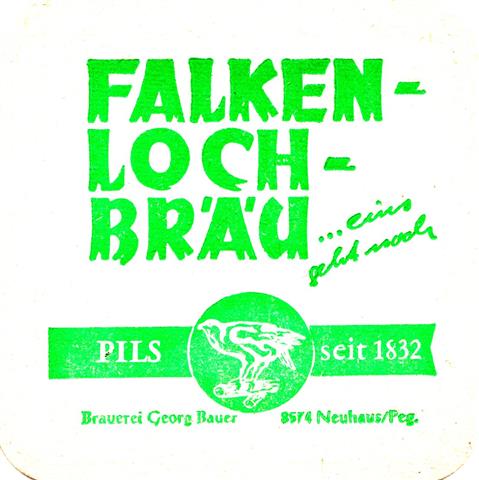 FALKEN-
LOCH-
BRÄU
... eins
geht noch
PILS seit 1832
Brauerei Georg Bauer 8574 Neuhaus/Peg.